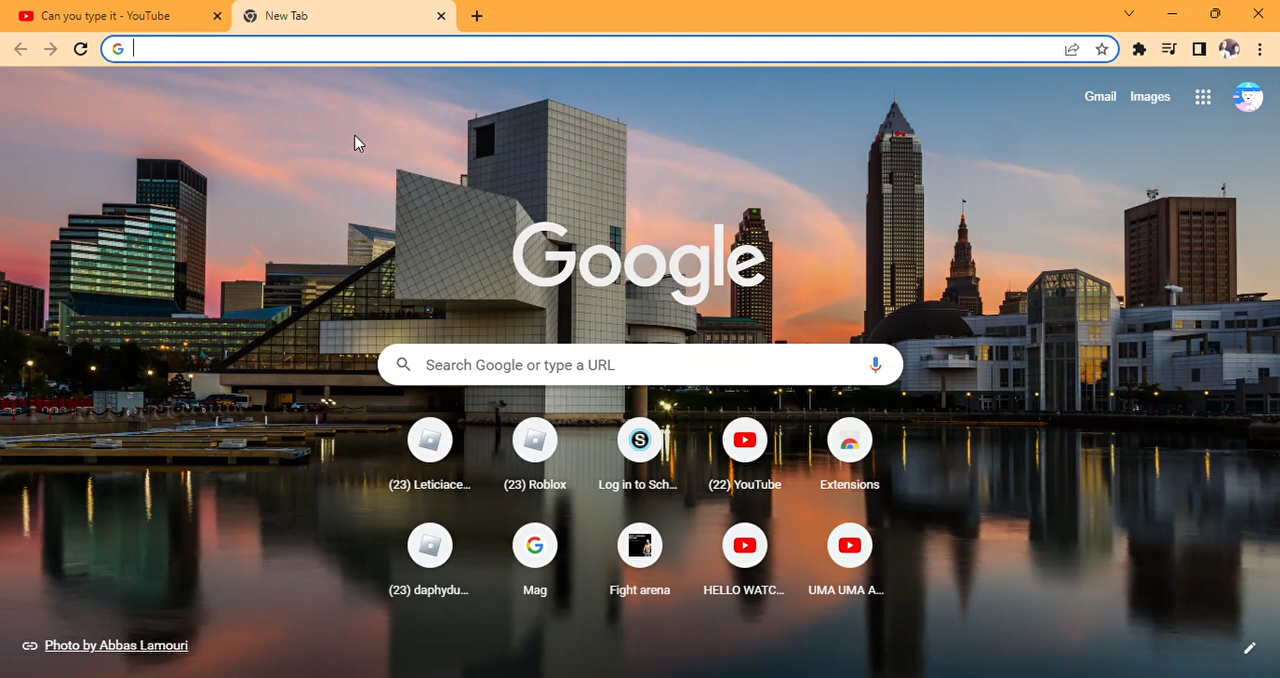 Can you type it - YouTube
New Tab
Gmail Images
Google
Search Google or type a URL
(23) Leticiace... (23) Roblox Log in to Sch... (22) YouTube Extensions
(23) daphydu... Mag Fight arena HELLO WATC... UMA UMA A...
Photo by Abbas Lamouri